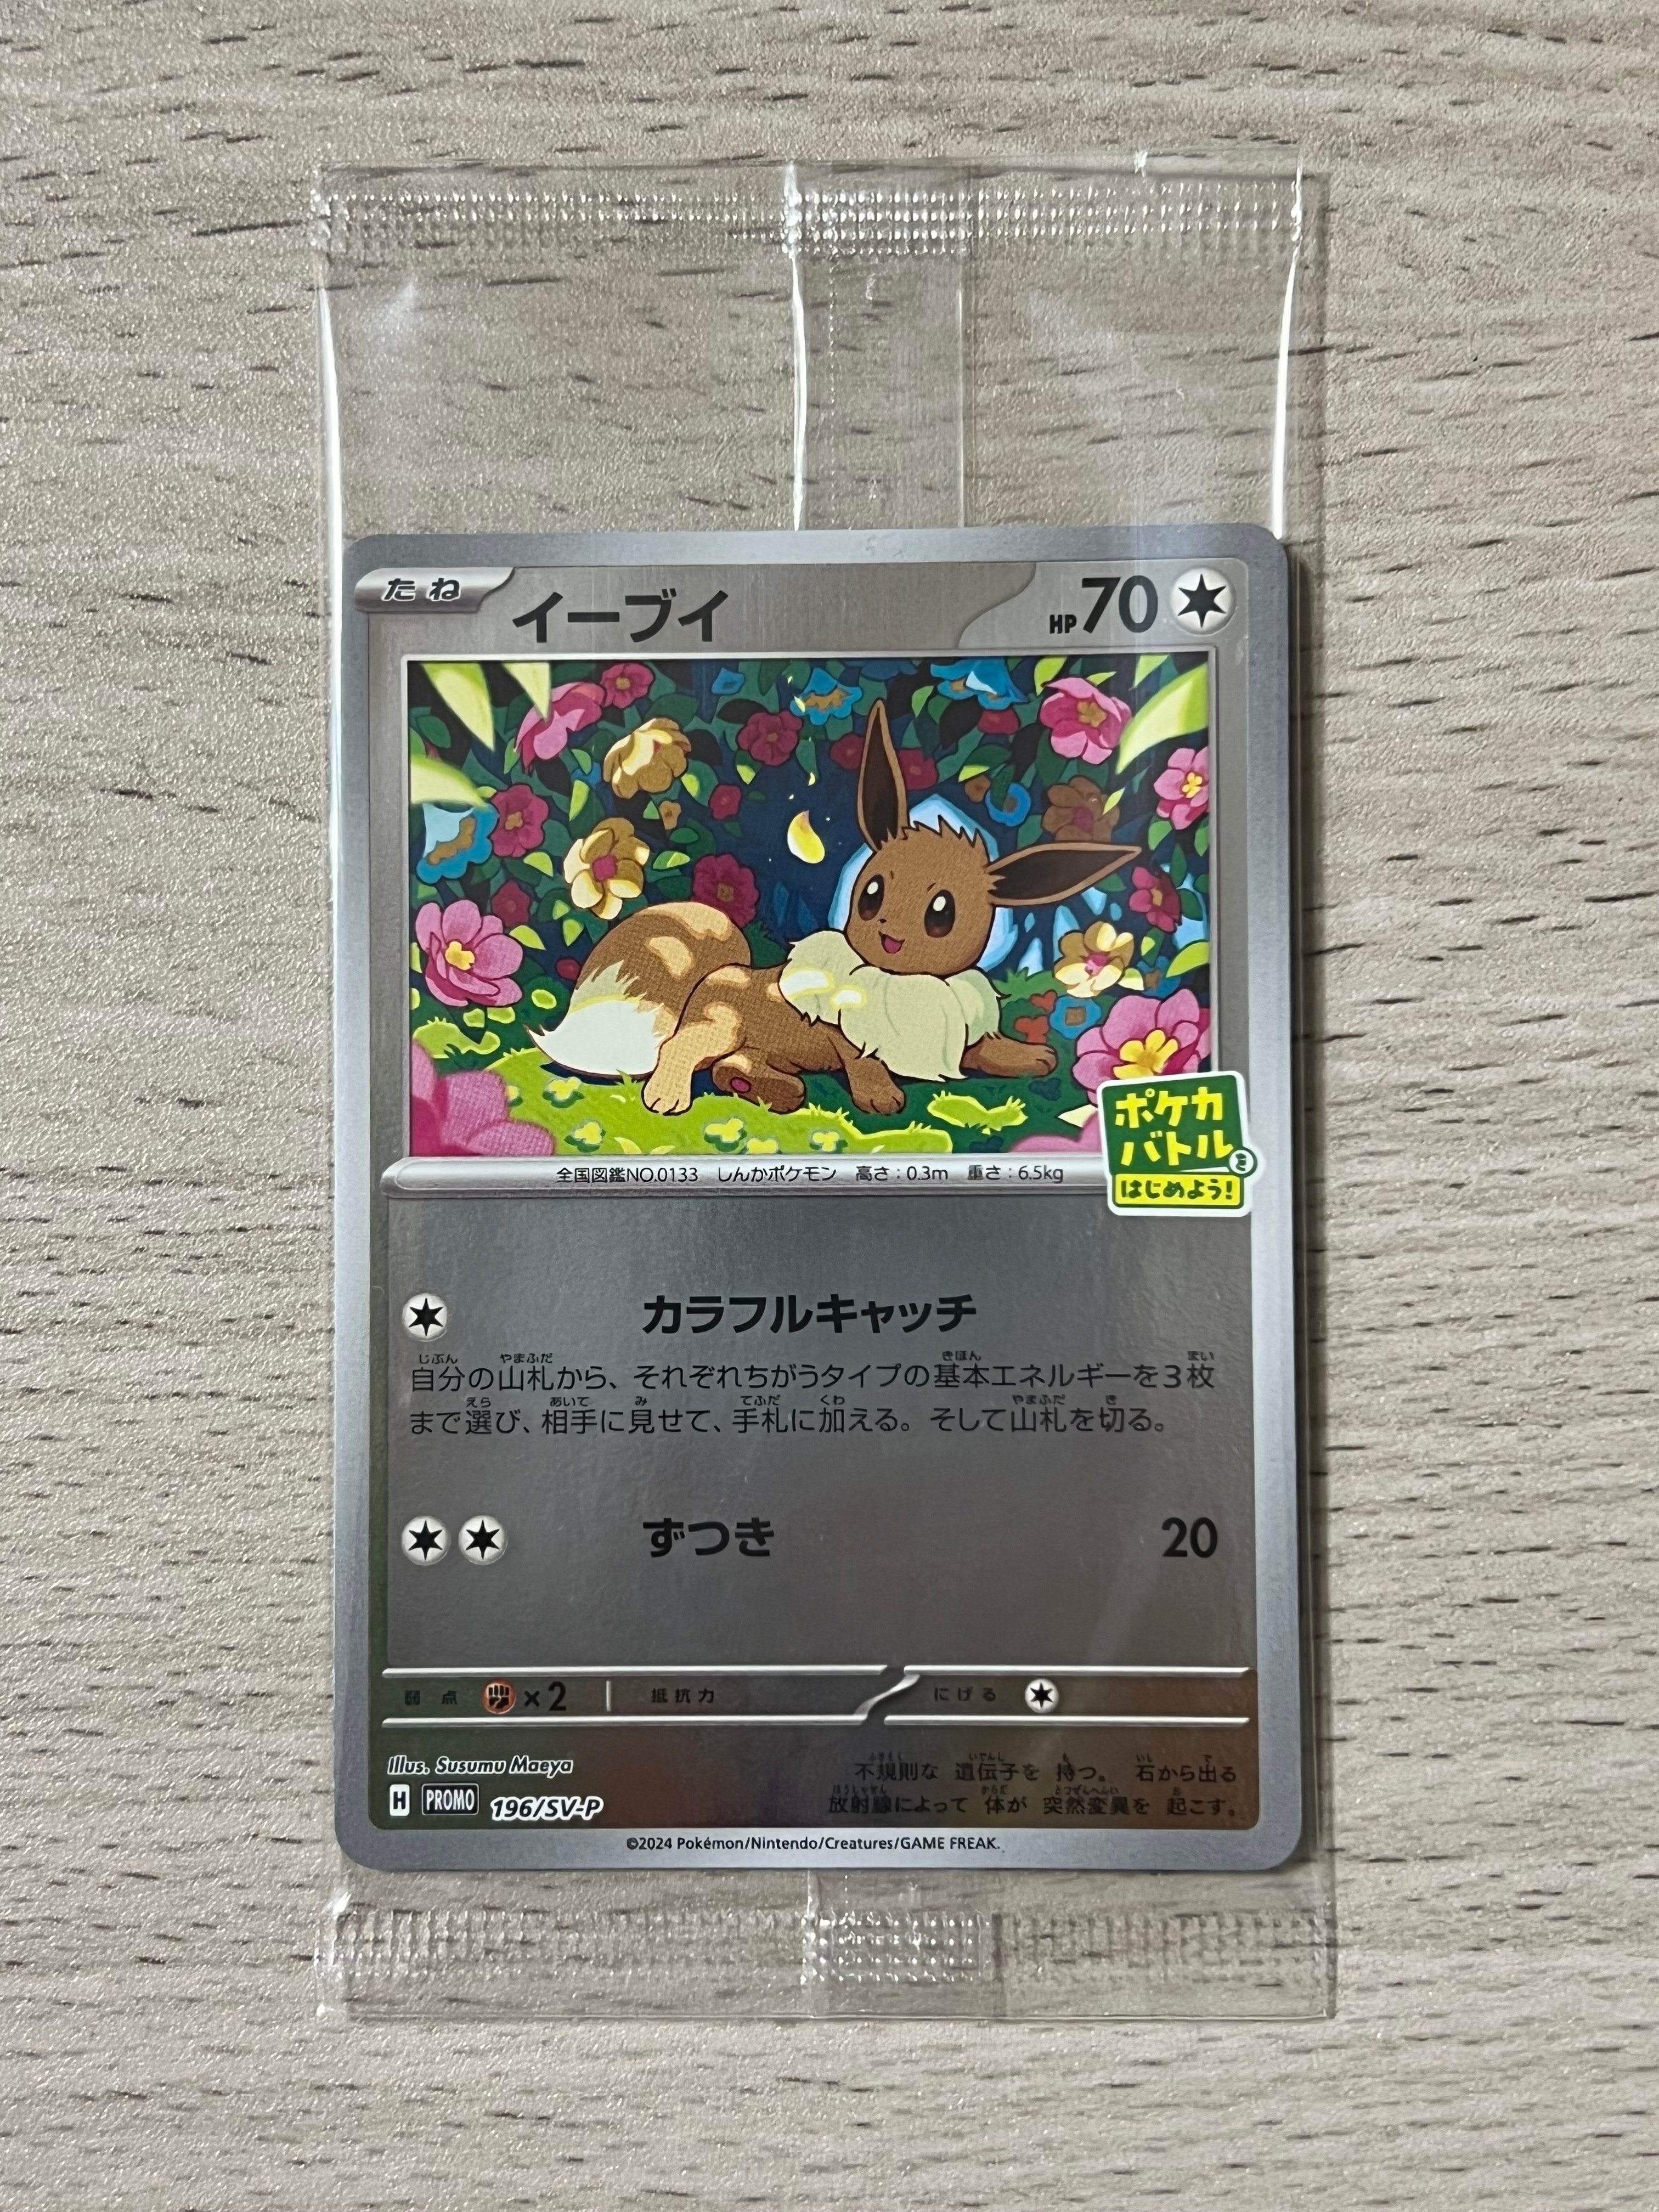 たね イーブイ HP70
ポケカ
バトル
を
はじめよう!
全国図鑑NO.0133 しんかポケモン 高さ:0.3m 重さ:6.5kg
カラフルキャッチ
自分の山札から、それぞれちがうタイプの基本エネルギーを3枚
まで選び、相手に見せて、手札に加える。そして山札を切る。
ずつき 20
弱点 ×2 抵抗力 にげる
Illus. Susumu Maeya
H PROMO 196/SV-P
不規則な 遺伝子を 持つ。 石から出る
放射線によって 体が 突然変異を 起こす。
©2024 Pokémon/Nintendo/Creatures/GAME FREAK.